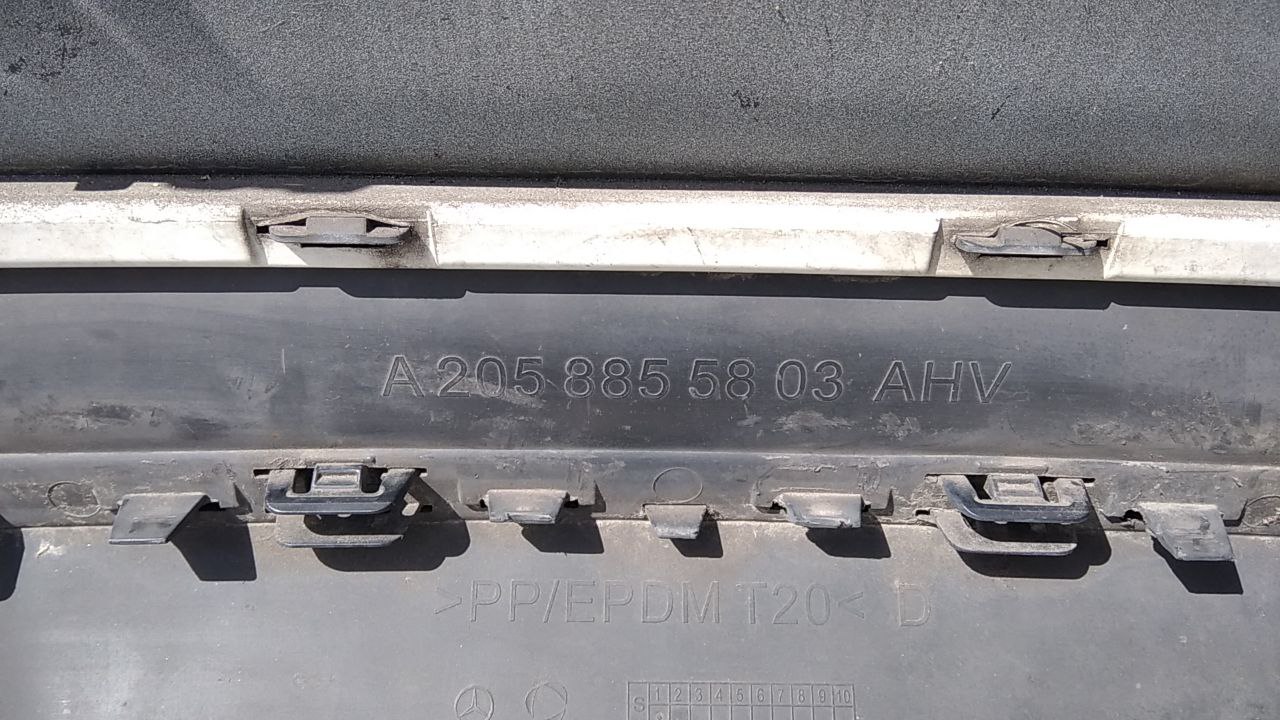 A 205 885 58 03 AHV
>PP/EPDM T20< D
S 1 2 3 4 5 6 7 8 9 10